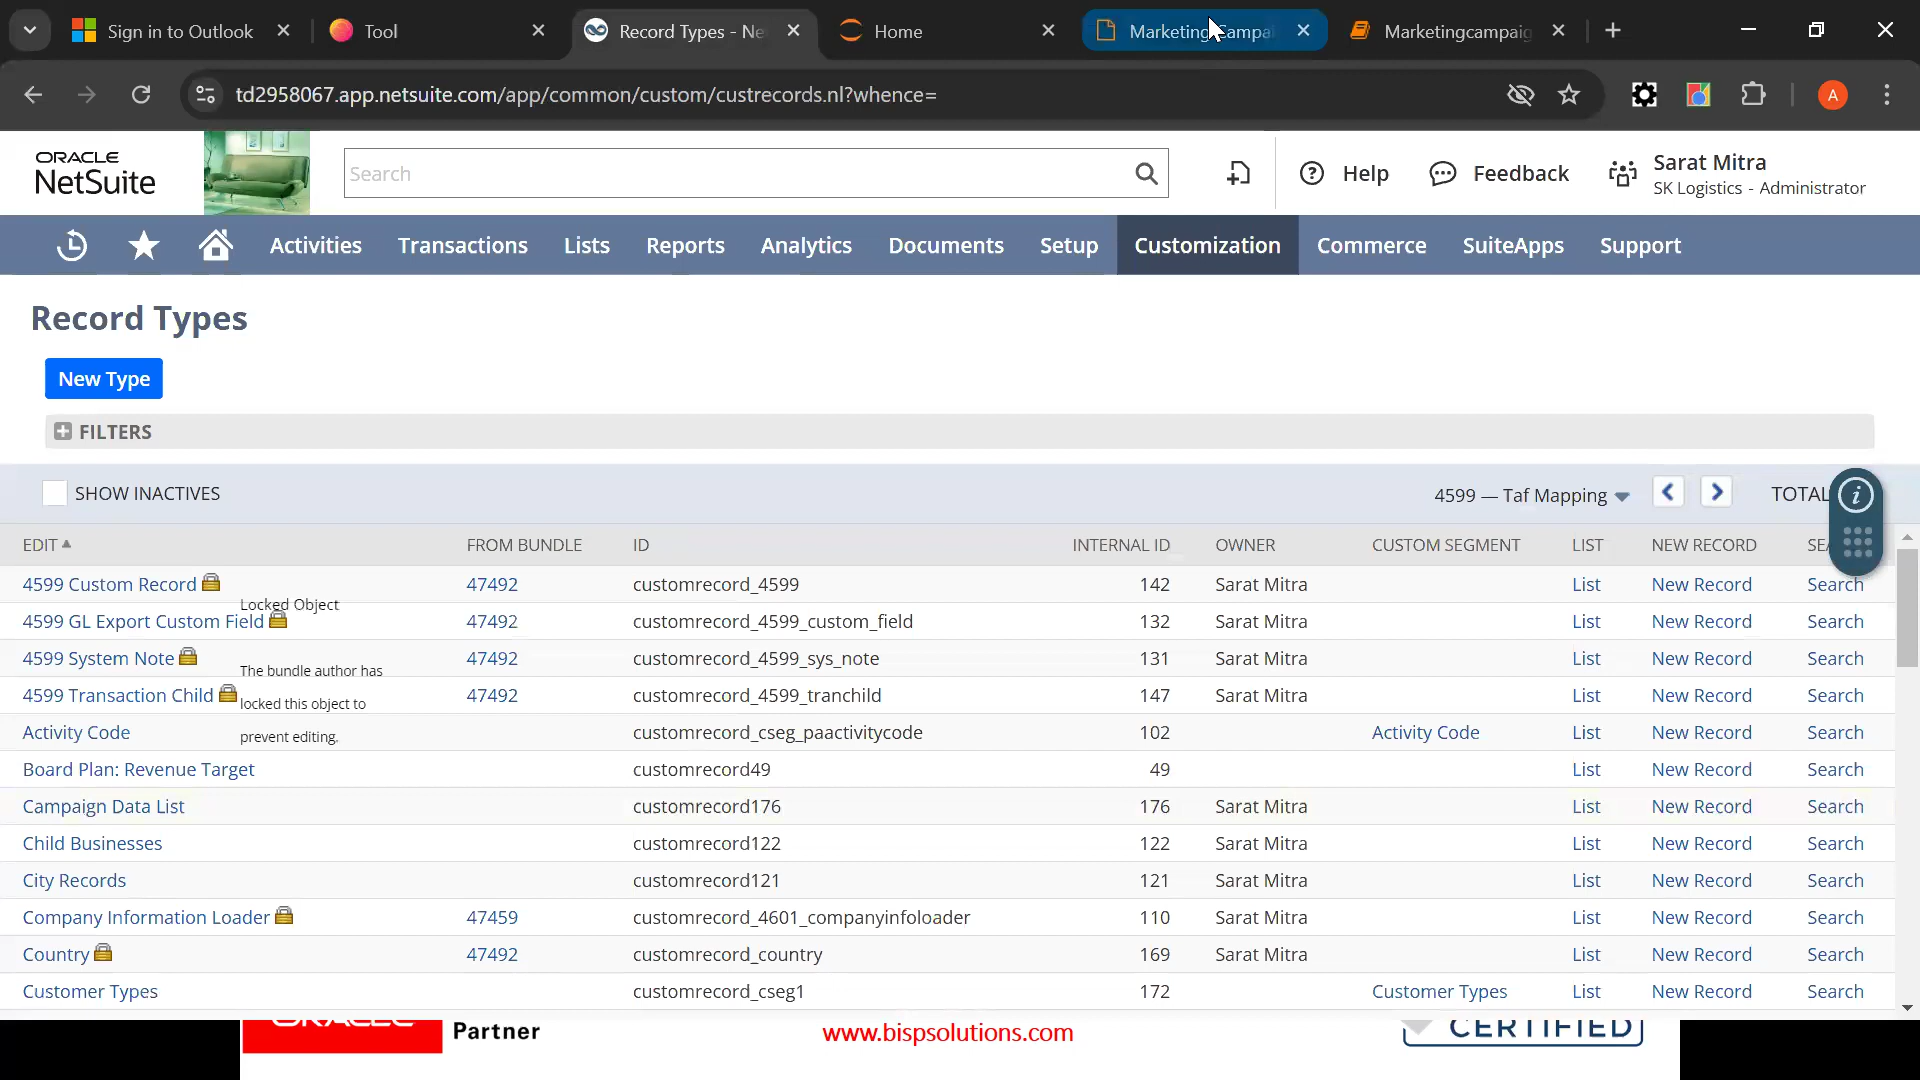 Sign in to Outlook
Tool
Record Types - Ne
Home
Marketing Campai
Marketingcampaig
td2958067.app.netsuite.com/app/common/custom/custrecords.nl?whence=
A
ORACLE
NetSuite
Search
Help
Feedback
Sarat Mitra
SK Logistics - Administrator
Activities Transactions Lists Reports Analytics Documents Setup Customization Commerce SuiteApps Support
Record Types
New Type
FILTERS
SHOW INACTIVES
4599 — Taf Mapping
TOTAL
EDIT FROM BUNDLE ID INTERNAL ID OWNER CUSTOM SEGMENT LIST NEW RECORD SEA
4599 Custom Record 47492 customrecord_4599 142 Sarat Mitra List New Record Search
Locked Object
4599 GL Export Custom Field 47492 customrecord_4599_custom_field 132 Sarat Mitra List New Record Search
4599 System Note 47492 customrecord_4599_sys_note 131 Sarat Mitra List New Record Search
The bundle author has
4599 Transaction Child 47492 customrecord_4599_tranchild 147 Sarat Mitra List New Record Search
locked this object to
Activity Code customrecord_cseg_paactivitycode 102 Activity Code List New Record Search
prevent editing.
Board Plan: Revenue Target customrecord49 49 List New Record Search
Campaign Data List customrecord176 176 Sarat Mitra List New Record Search
Child Businesses customrecord122 122 Sarat Mitra List New Record Search
City Records customrecord121 121 Sarat Mitra List New Record Search
Company Information Loader 47459 customrecord_4601_companyinfoloader 110 Sarat Mitra List New Record Search
Country 47492 customrecord_country 169 Sarat Mitra List New Record Search
Customer Types customrecord_cseg1 172 Customer Types List New Record Search
ORACLE Partner
www.bispsolutions.com
CERTIFIED